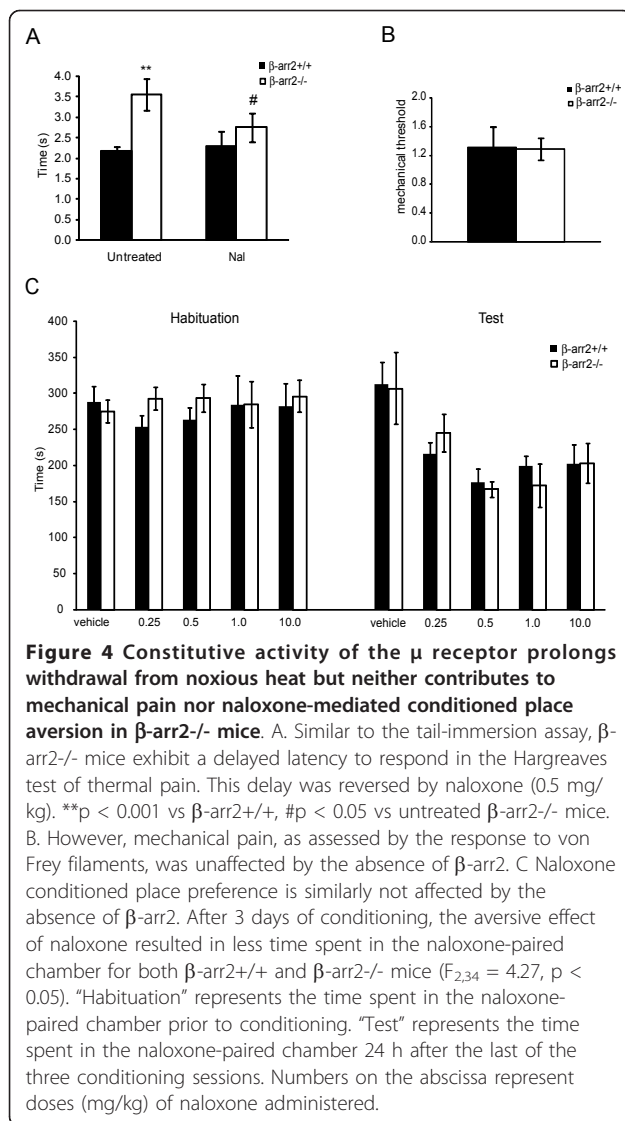 A
B
β-arr2+/+
β-arr2-/-
**
#
4.0
3.5
3.0
2.5
2.0
1.5
1.0
0.5
0.0
Time (s)
Untreated Nal
β-arr2+/+
β-arr2-/-
2.0
1.6
1.2
0.8
0.4
0.0
mechanical threshold
C
Habituation Test
β-arr2+/+
β-arr2-/-
400
350
300
250
200
150
100
50
0
Time (s)
vehicle 0.25 0.5 1.0 10.0 vehicle 0.25 0.5 1.0 10.0
Figure 4 Constitutive activity of the μ receptor prolongs
withdrawal from noxious heat but neither contributes to
mechanical pain nor naloxone-mediated conditioned place
aversion in β-arr2-/- mice. A. Similar to the tail-immersion assay, β-
arr2-/- mice exhibit a delayed latency to respond in the Hargreaves
test of thermal pain. This delay was reversed by naloxone (0.5 mg/
kg). **p < 0.001 vs β-arr2+/+, #p < 0.05 vs untreated β-arr2-/- mice.
B. However, mechanical pain, as assessed by the response to von
Frey filaments, was unaffected by the absence of β-arr2. C Naloxone
conditioned place preference is similarly not affected by the
absence of β-arr2. After 3 days of conditioning, the aversive effect
of naloxone resulted in less time spent in the naloxone-paired
chamber for both β-arr2+/+ and β-arr2-/- mice (F2,34 = 4.27, p <
0.05). “Habituation” represents the time spent in the naloxone-
paired chamber prior to conditioning. “Test” represents the time
spent in the naloxone-paired chamber 24 h after the last of the
three conditioning sessions. Numbers on the abscissa represent
doses (mg/kg) of naloxone administered.